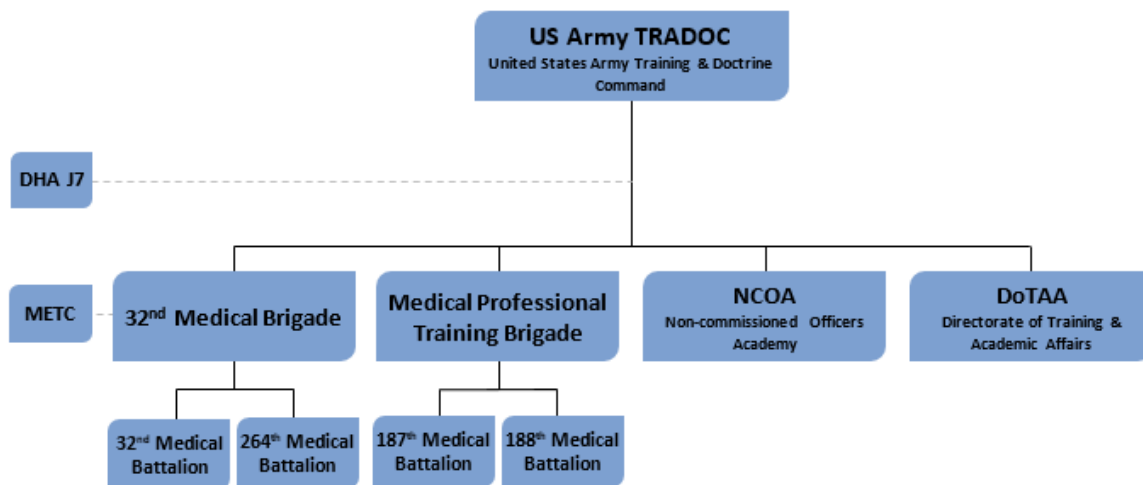 US Army TRADOC
United States Army Training & Doctrine
Command
DHA J7
METC
32nd Medical Brigade
Medical Professional
Training Brigade
NCOA
Non-commissioned Officers
Academy
DoTAA
Directorate of Training &
Academic Affairs
32nd Medical
Battalion
264th Medical
Battalion
187th Medical
Battalion
188th Medical
Battalion